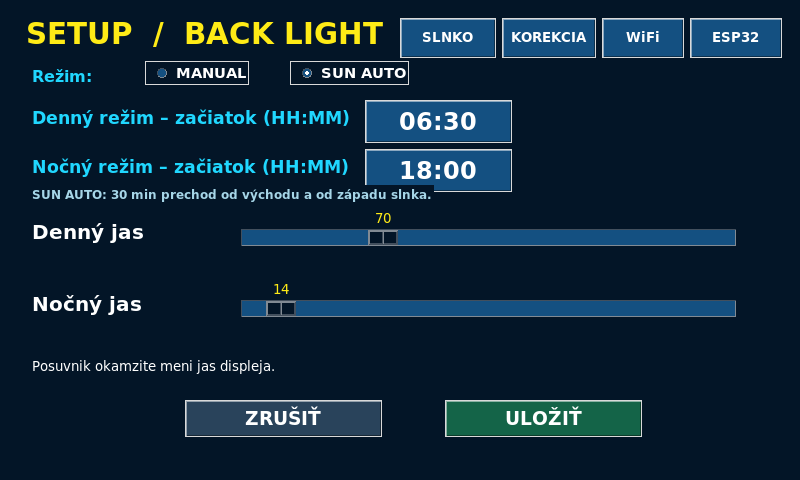 SETUP / BACK LIGHT SLNKO KOREKCIA WiFi ESP32
Režim: MANUAL SUN AUTO
Denný režim – začiatok (HH:MM) 06:30
Nočný režim – začiatok (HH:MM) 18:00
SUN AUTO: 30 min prechod od východu a od západu slnka.
70
Denný jas
14
Nočný jas
Posuvnik okamzite meni jas displeja.
ZRUŠIŤ ULOŽIŤ